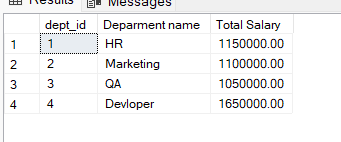 Results Messages
dept_id Deparment name Total Salary
1 1 HR 1150000.00
2 2 Marketing 1100000.00
3 3 QA 1050000.00
4 4 Devloper 1650000.00